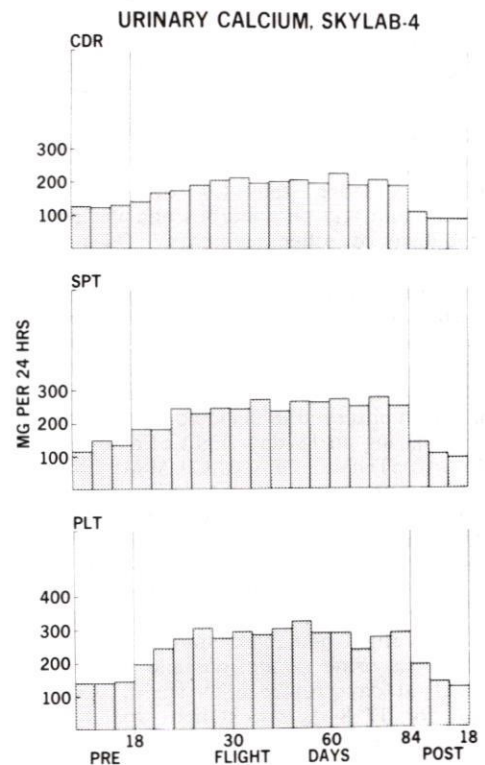 URINARY CALCIUM, SKYLAB-4
CDR
300
200
100
SPT
300
200
100
MG PER 24 HRS
PLT
400
300
200
100
18 30 60 84 18
PRE FLIGHT DAYS POST